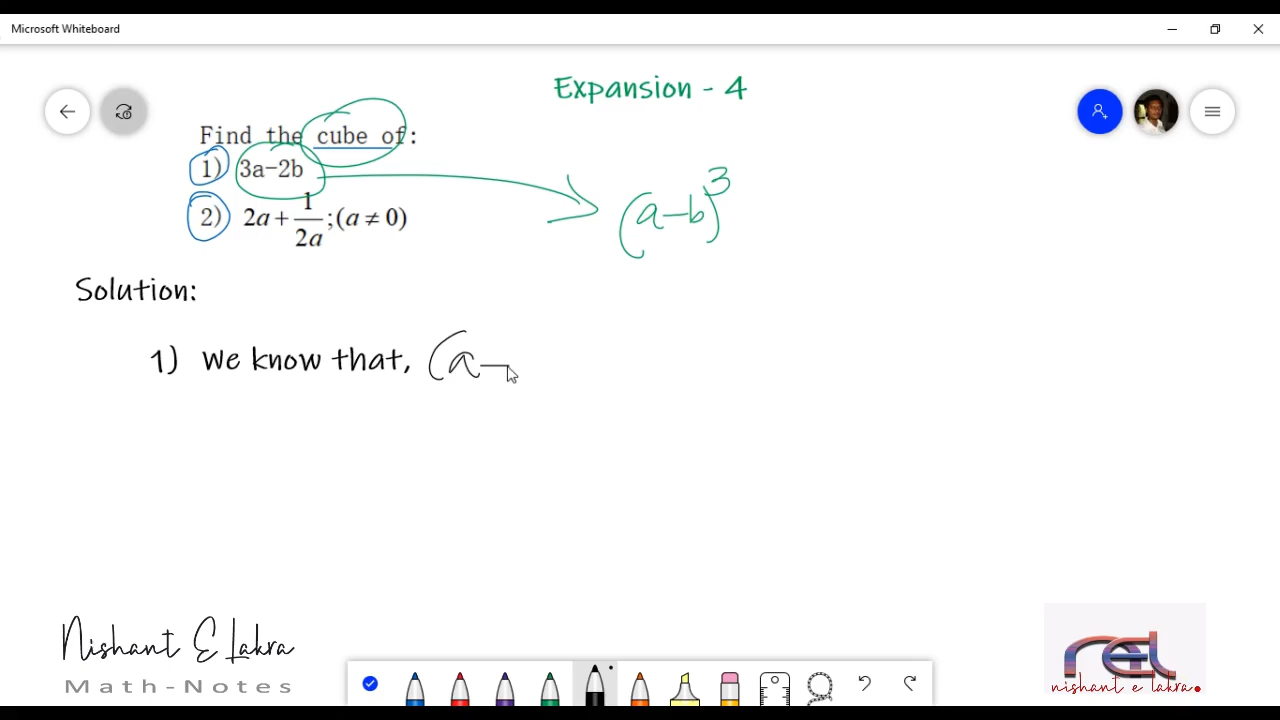 Microsoft Whiteboard
Expansion - 4
Find the cube of:
1) 3a-2b
2) 2a + 1/2a ; (a ≠ 0)
(a-b)³
Solution:
1) We know that, (a-
Nishant E Lakra
Math-Notes
nel
nishant e lakra.